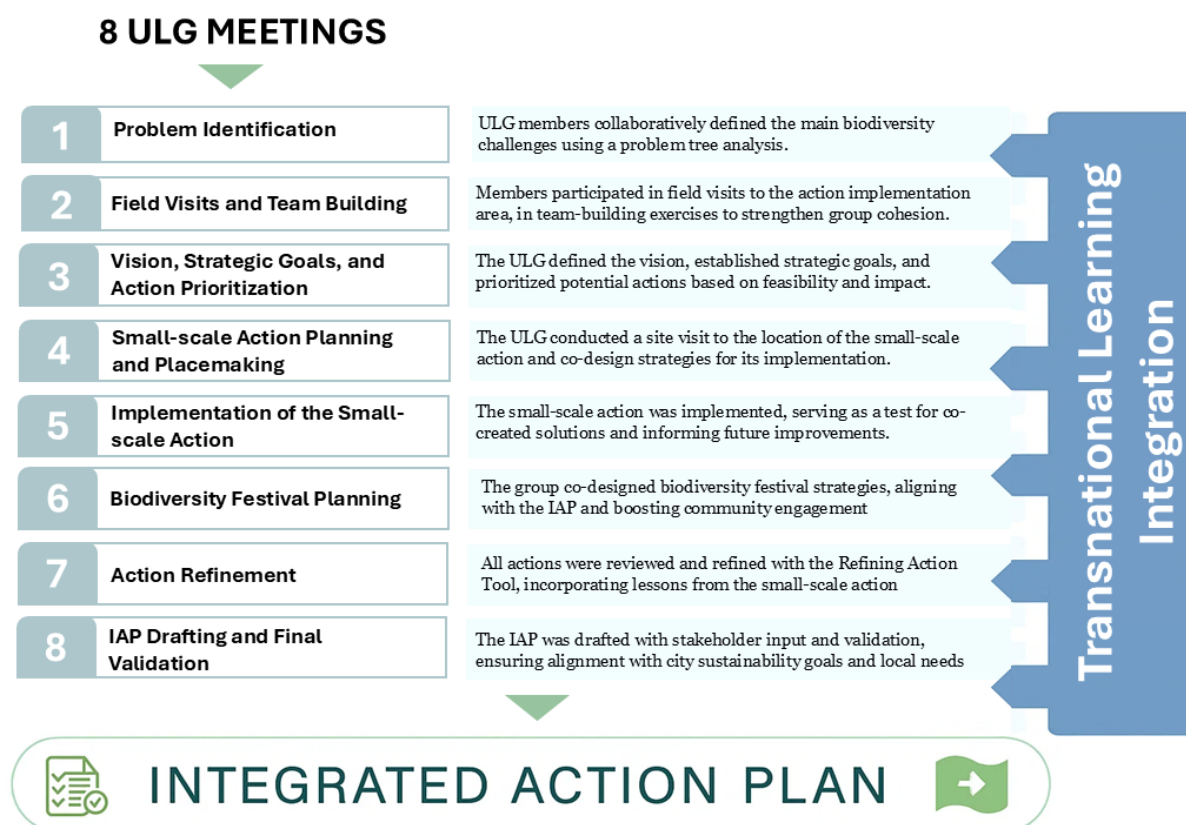 8 ULG MEETINGS
1
Problem Identification
ULG members collaboratively defined the main biodiversity
challenges using a problem tree analysis.
2
Field Visits and Team Building
Members participated in field visits to the action implementation
area, in team-building exercises to strengthen group cohesion.
3
Vision, Strategic Goals, and
Action Prioritization
The ULG defined the vision, established strategic goals, and
prioritized potential actions based on feasibility and impact.
4
Small-scale Action Planning
and Placemaking
The ULG conducted a site visit to the location of the small-scale
action and co-design strategies for its implementation.
5
Implementation of the Small-
scale Action
The small-scale action was implemented, serving as a test for co-
created solutions and informing future improvements.
6
Biodiversity Festival Planning
The group co-designed biodiversity festival strategies, aligning
with the IAP and boosting community engagement
7
Action Refinement
All actions were reviewed and refined with the Refining Action
Tool, incorporating lessons from the small-scale action
8
IAP Drafting and Final
Validation
The IAP was drafted with stakeholder input and validation,
ensuring alignment with city sustainability goals and local needs
Transnational Learning
Integration
INTEGRATED ACTION PLAN